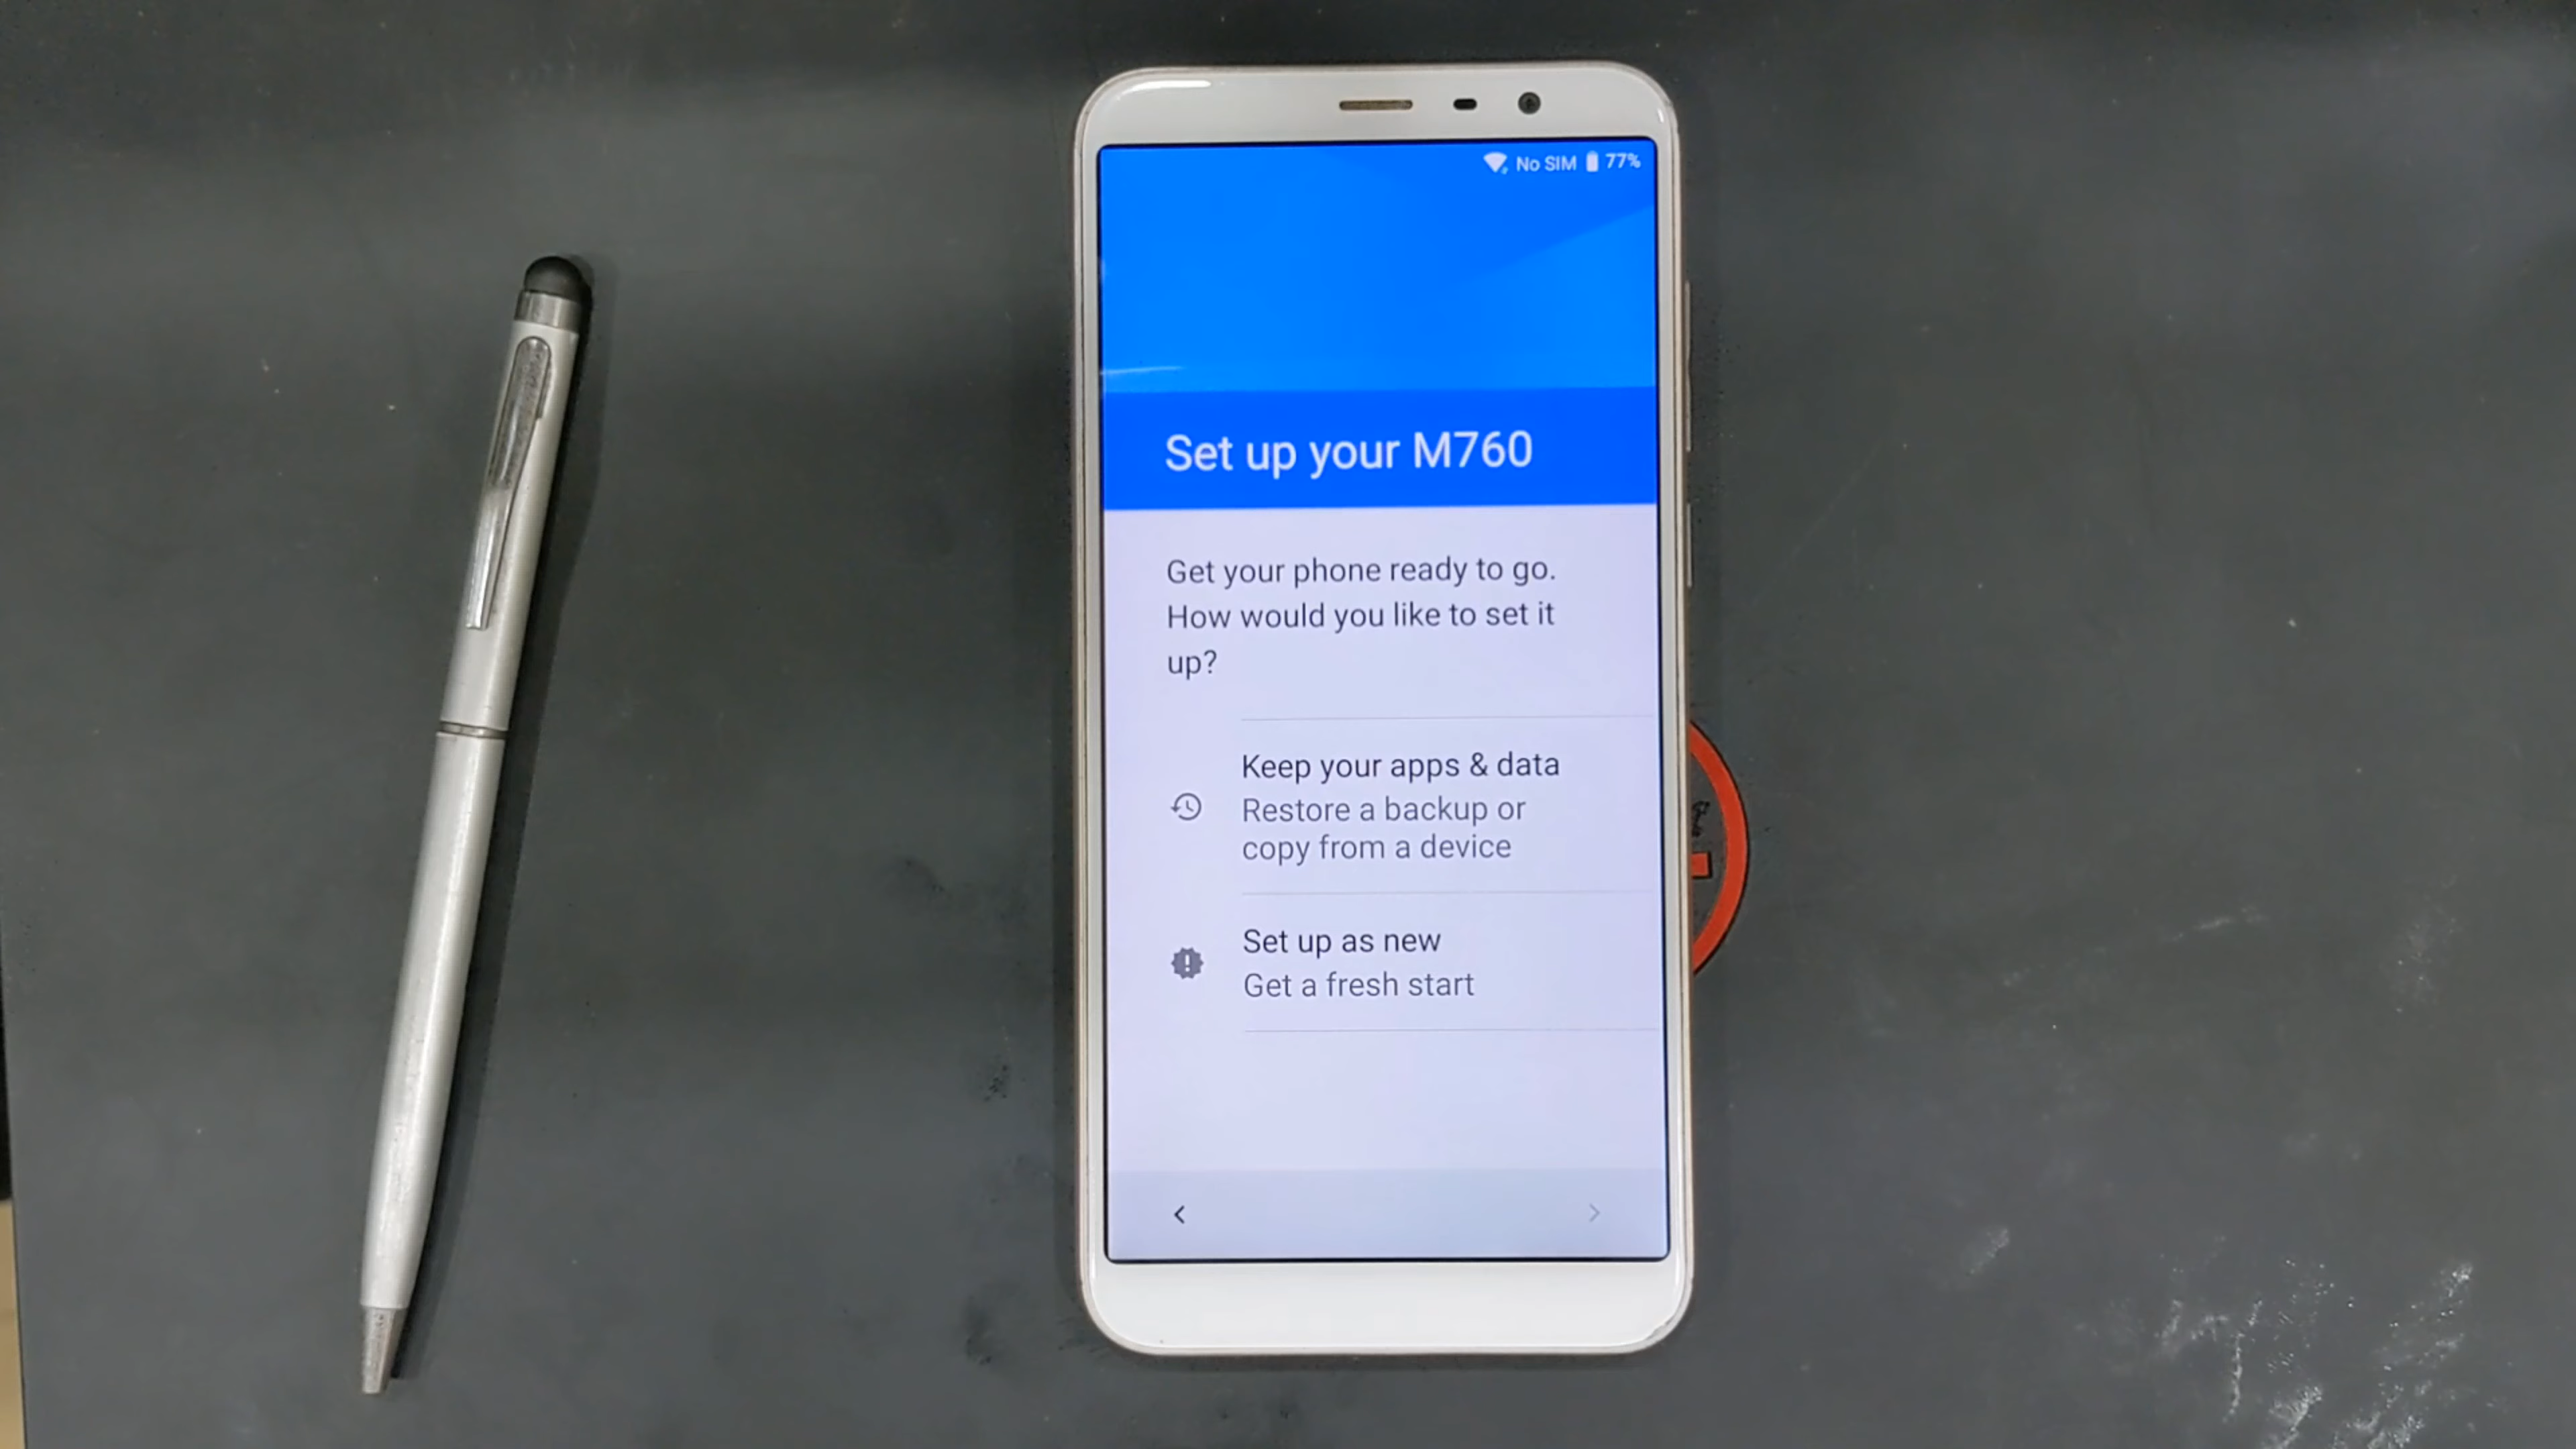 No SIM 77%
Set up your M760
Get your phone ready to go.
How would you like to set it
up?
Keep your apps & data
Restore a backup or
copy from a device
Set up as new
Get a fresh start